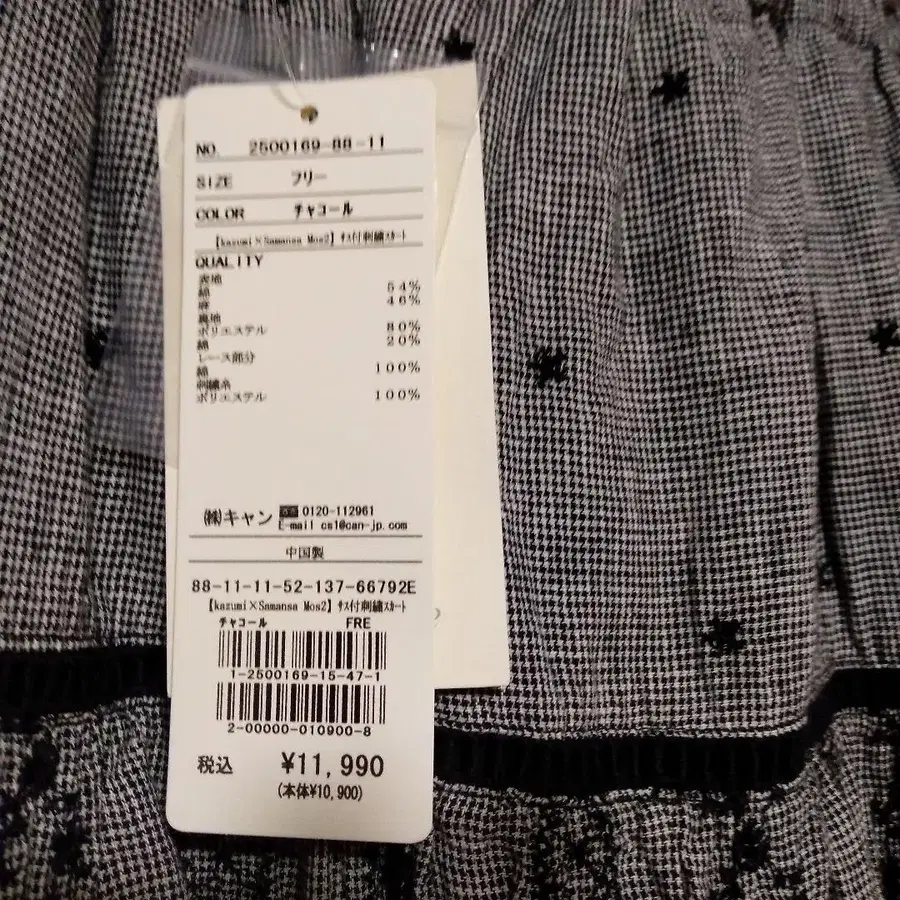 NO. 2500169-88-11
SIZE フリー
COLOR チャコール
【kazumi×Samansa Mos2】ｻｽ付刺繍ｽｶｰﾄ
QUALITY
表地
綿 54%
麻 46%
裏地
ポリエステル 80%
綿 20%
レース部分
綿 100%
刺繍糸
ポリエステル 100%
㈱キャン 0120-112961
E-mail cs1@can-jp.com
中国製
88-11-11-52-137-66792E
【kazumi×Samansa Mos2】ｻｽ付刺繍ｽｶｰﾄ
チャコール FRE
1-2500169-15-47-1
2-00000-010900-8
税込 ¥11,990
(本体¥10,900)